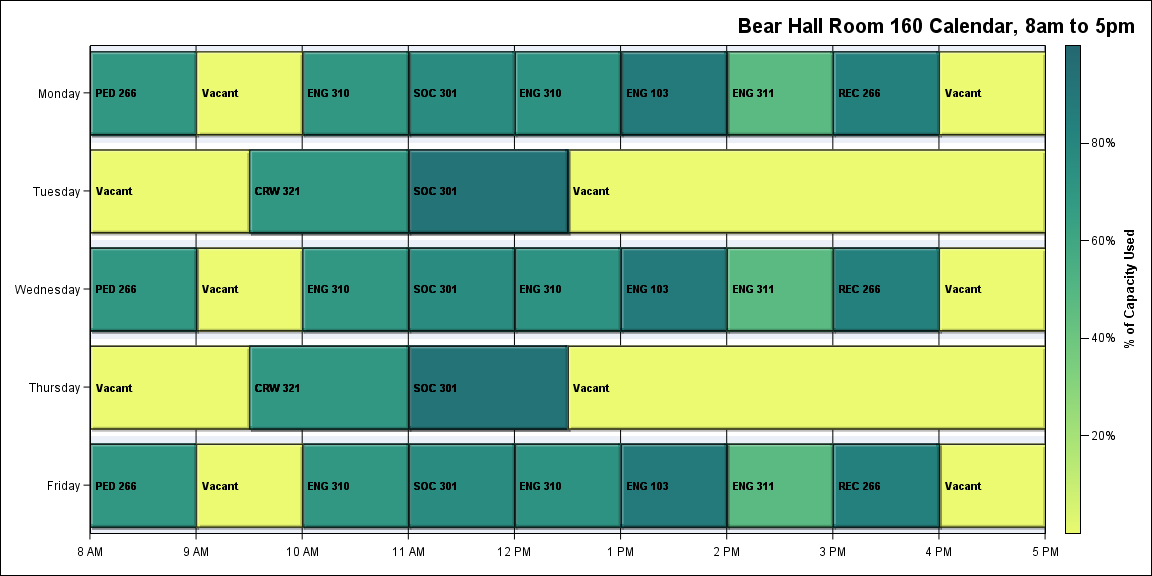 Bear Hall Room 160 Calendar, 8am to 5pm
Monday
PED 266
Vacant
ENG 310
SOC 301
ENG 310
ENG 103
ENG 311
REC 266
Vacant
Tuesday
Vacant
CRW 321
SOC 301
Vacant
Wednesday
PED 266
Vacant
ENG 310
SOC 301
ENG 310
ENG 103
ENG 311
REC 266
Vacant
Thursday
Vacant
CRW 321
SOC 301
Vacant
Friday
PED 266
Vacant
ENG 310
SOC 301
ENG 310
ENG 103
ENG 311
REC 266
Vacant
8 AM
9 AM
10 AM
11 AM
12 PM
1 PM
2 PM
3 PM
4 PM
5 PM
80%
60%
40%
20%
% of Capacity Used